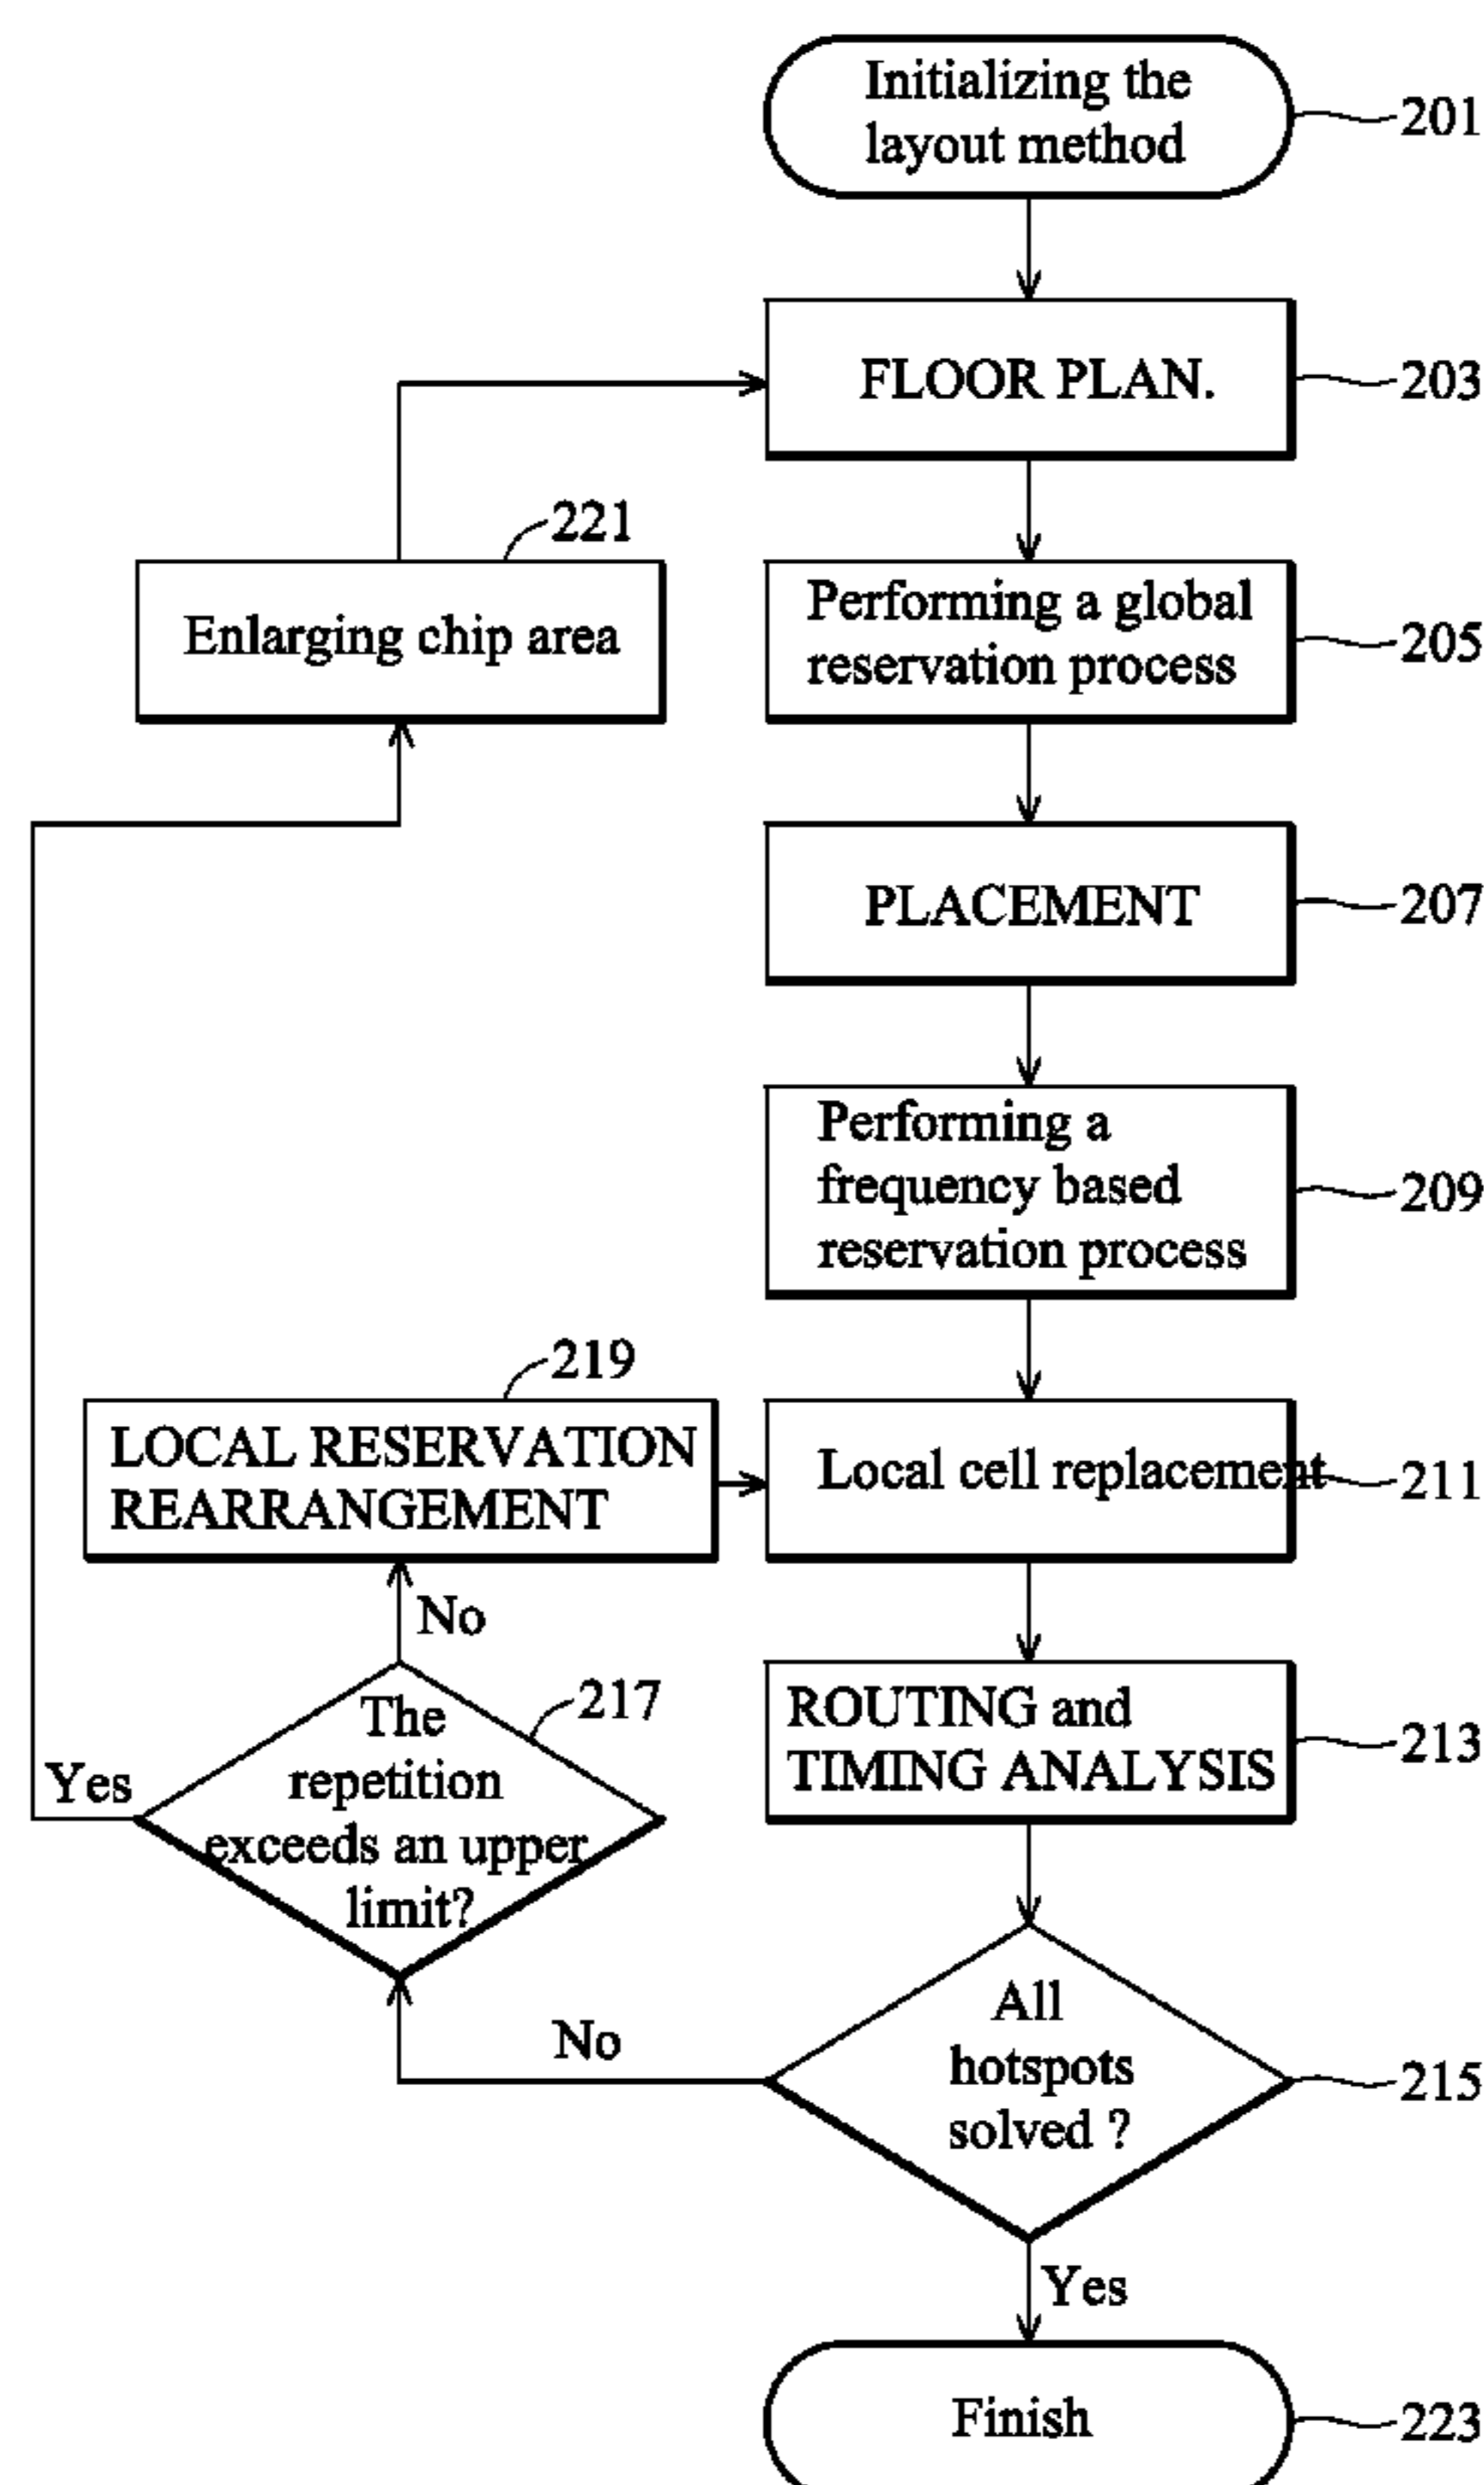 Initializing the
layout method
201
FLOOR PLAN.
203
221
Enlarging chip area
Performing a global
reservation process
205
PLACEMENT
207
Performing a
frequency based
reservation process
209
219
LOCAL RESERVATION
REARRANGEMENT
Local cell replacement
211
No
217
The
repetition
exceeds an upper
limit?
Yes
ROUTING and
TIMING ANALYSIS
213
No
All
hotspots
solved ?
215
Yes
Finish
223